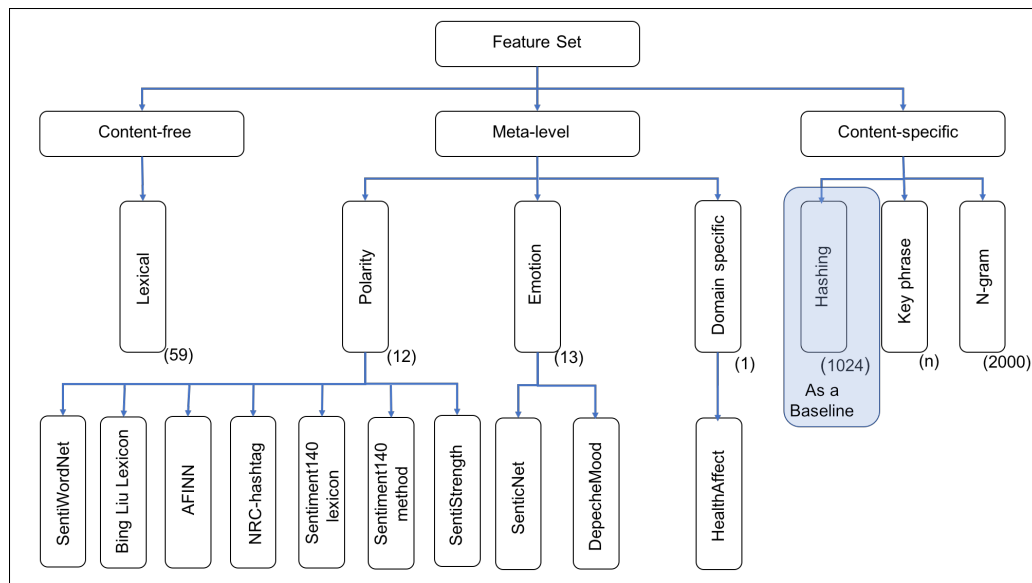 Feature Set
Content-free
Meta-level
Content-specific
Lexical
(59)
Polarity
(12)
Emotion
(13)
Domain specific
(1)
Hashing
(1024)
As a
Baseline
Key phrase
(n)
N-gram
(2000)
SentiWordNet
Bing Liu Lexicon
AFINN
NRC-hashtag
Sentiment140
lexicon
Sentiment140
method
SentiStrength
SenticNet
DepecheMood
HealthAffect